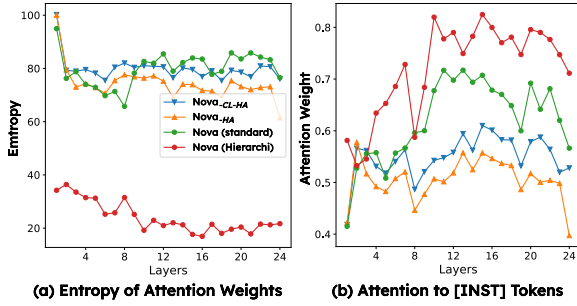 100
80
60
40
20
Emtropy
4
8
12
16
20
24
Layers
Nova-CL-HA
Nova-HA
Nova (standard)
Nova (Hierarchi)
(a) Entropy of Attention Weights
0.8
0.7
0.6
0.5
0.4
Attention Weight
4
8
12
16
20
24
Layers
(b) Attention to [INST] Tokens